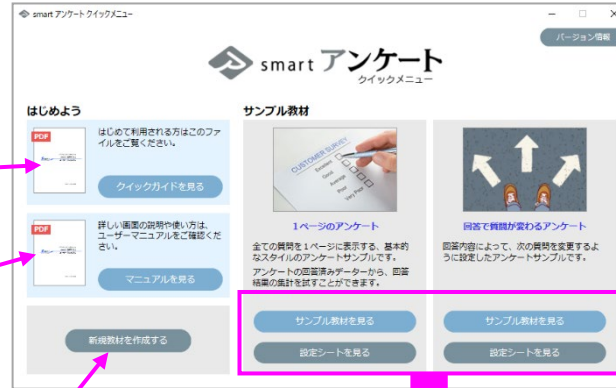 smart アンケート クイックメニュー
バージョン情報
smart アンケート
クイックメニュー
はじめよう
PDF
はじめて利用される方はこのファ
イルをご覧ください。
クイックガイドを見る
PDF
詳しい画面の説明や使い方は、
ユーザーマニュアルをご確認くだ
さい。
マニュアルを見る
新規教材を作成する
サンプル教材
CUSTOMER SURVEY
Excellent
Good
Average
Poor
Very Poor
1ページのアンケート
全ての質問を1ページに表示する、基本的
なスタイルのアンケートサンプルです。
アンケートの回答済みデーターから、回答
結果の集計を試すことができます。
サンプル教材を見る
設定シートを見る
回答で質問が変わるアンケート
回答内容によって、次の質問を変更するよ
うに設定したアンケートサンプルです。
サンプル教材を見る
設定シートを見る